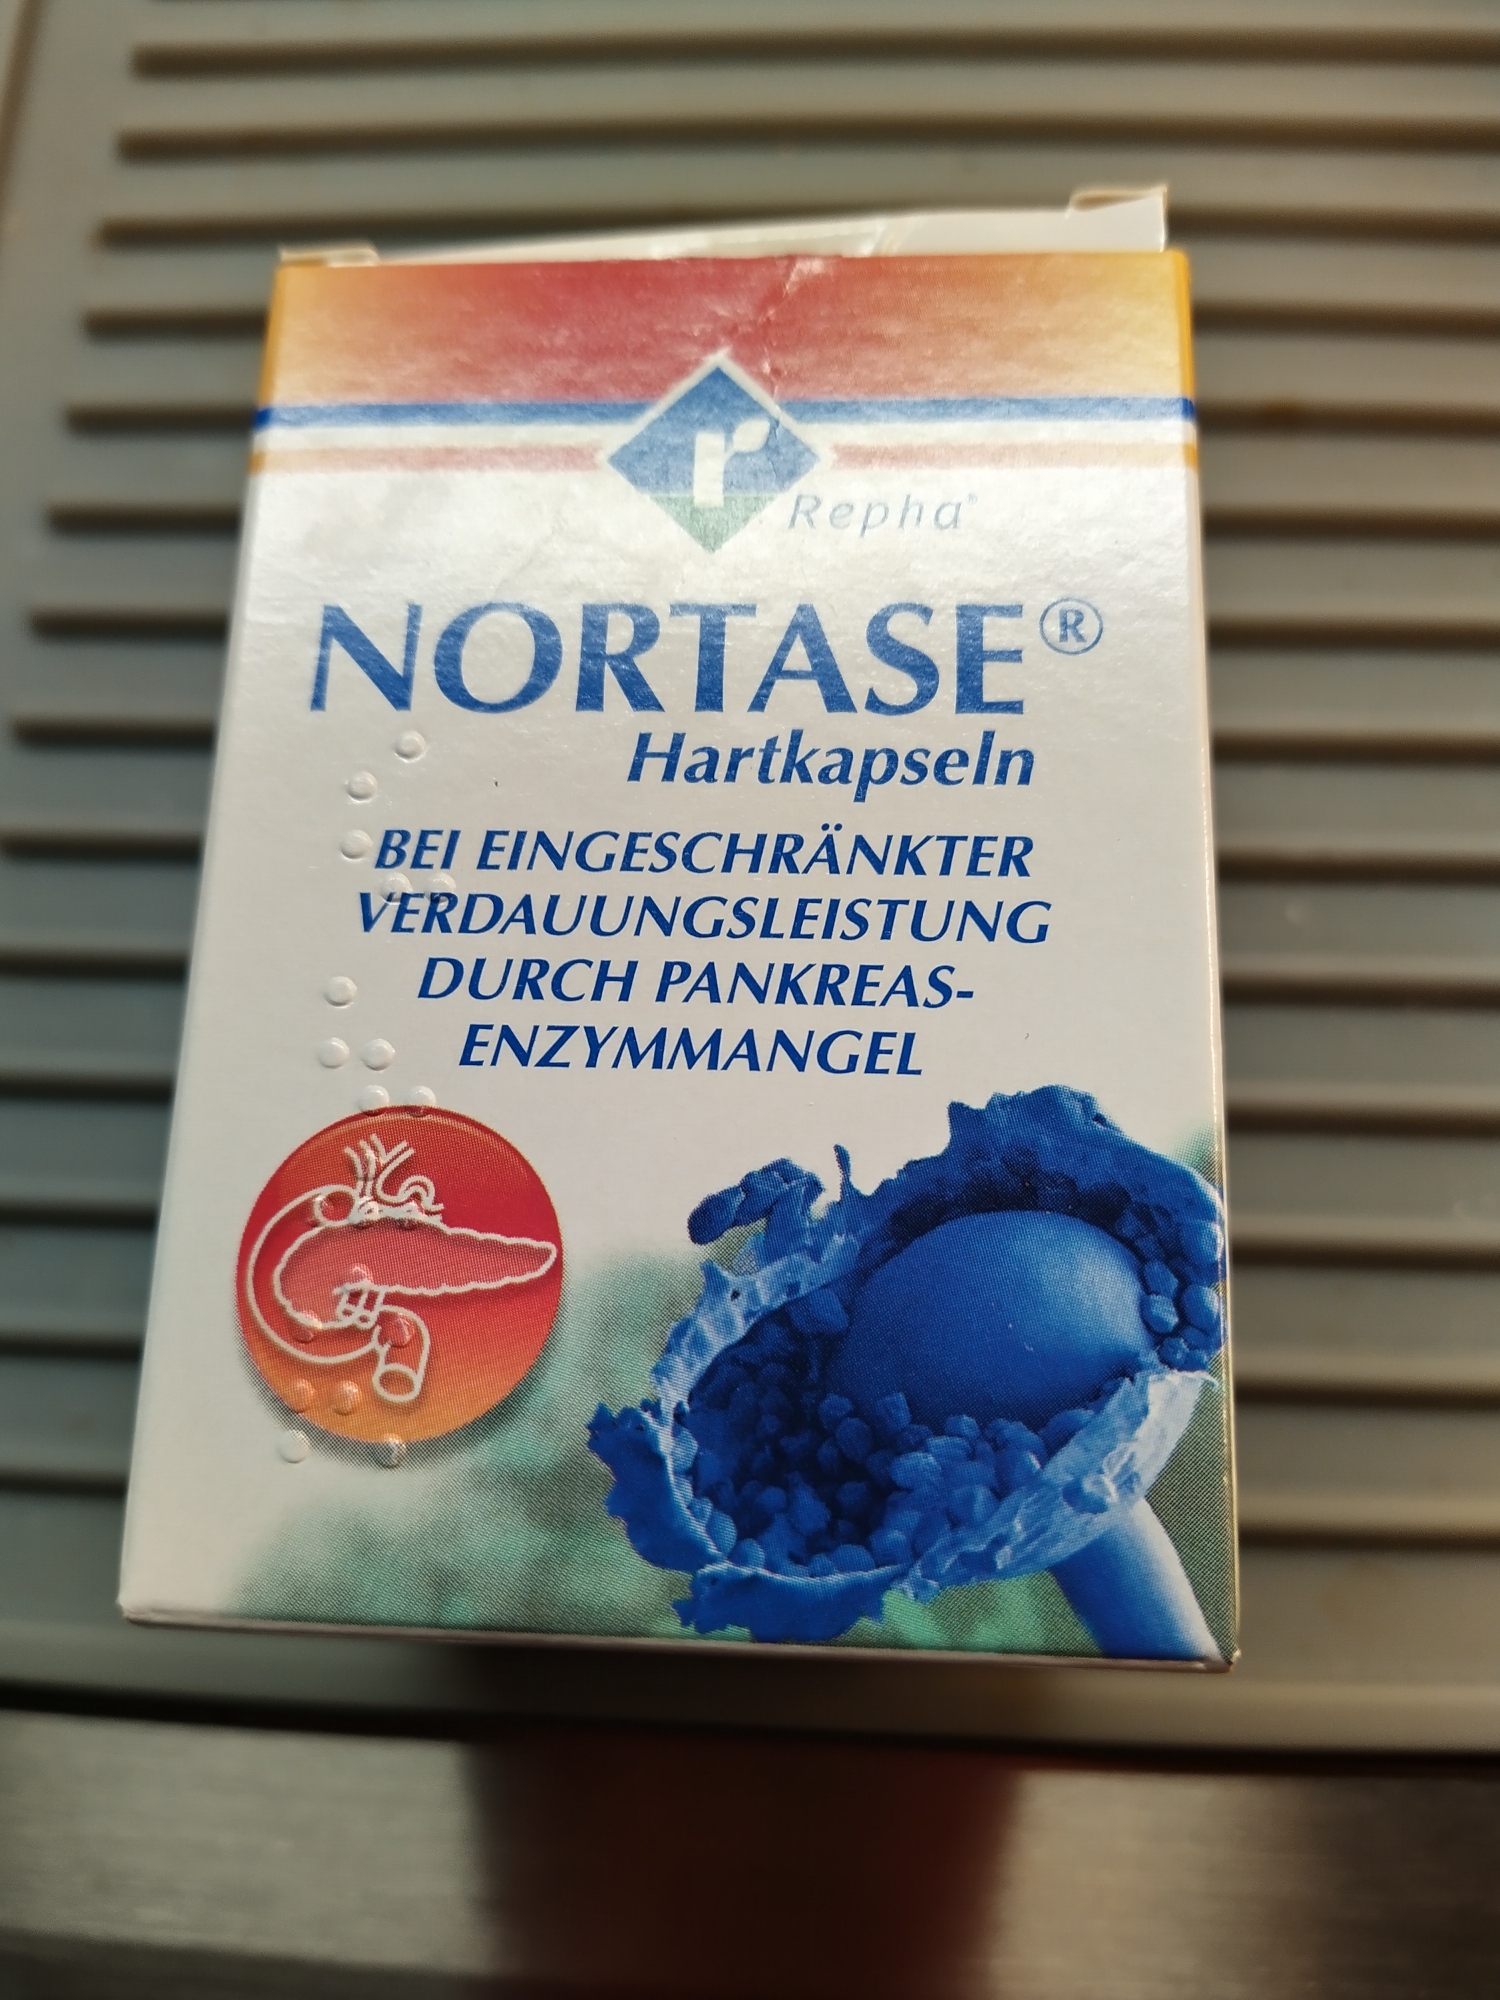 r
Repha®
NORTASE®
Hartkapseln
BEI EINGESCHRÄNKTER
VERDAUUNGSLEISTUNG
DURCH PANKREAS-
ENZYMMANGEL